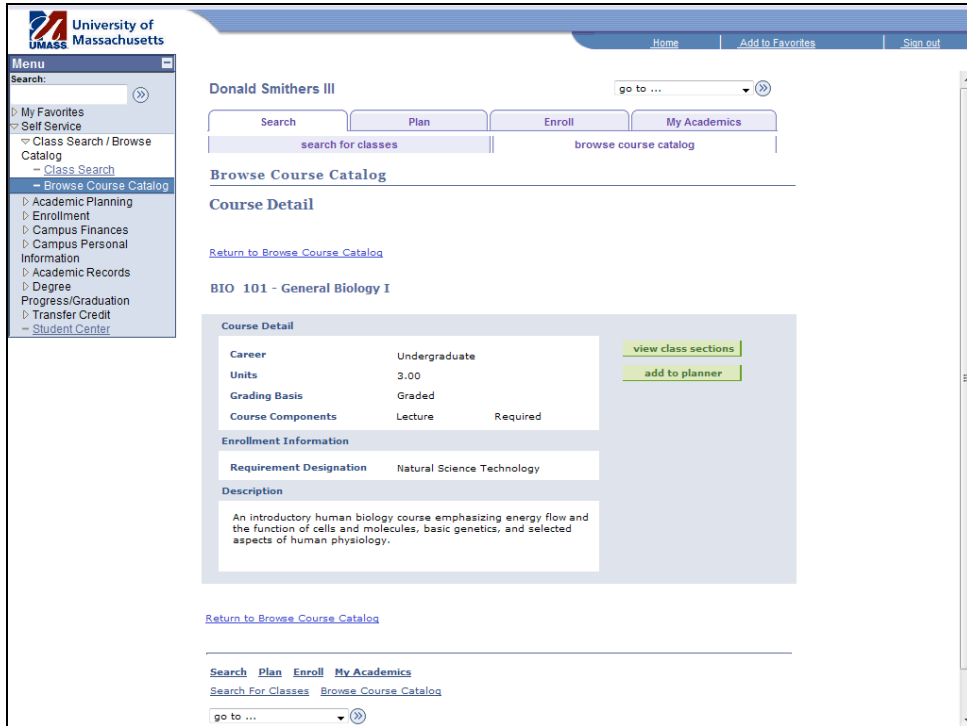 University of
UMASS Massachusetts
Home Add to Favorites Sign out
Menu
Search:
My Favorites
Self Service
Class Search / Browse
Catalog
– Class Search
– Browse Course Catalog
Academic Planning
Enrollment
Campus Finances
Campus Personal
Information
Academic Records
Degree
Progress/Graduation
Transfer Credit
– Student Center
Donald Smithers III
go to ...
Search Plan Enroll My Academics
search for classes browse course catalog
Browse Course Catalog
Course Detail
Return to Browse Course Catalog
BIO 101 - General Biology I
Course Detail
Career Undergraduate
Units 3.00
Grading Basis Graded
Course Components Lecture Required
view class sections
add to planner
Enrollment Information
Requirement Designation Natural Science Technology
Description
An introductory human biology course emphasizing energy flow and
the function of cells and molecules, basic genetics, and selected
aspects of human physiology.
Return to Browse Course Catalog
Search Plan Enroll My Academics
Search For Classes Browse Course Catalog
go to ...